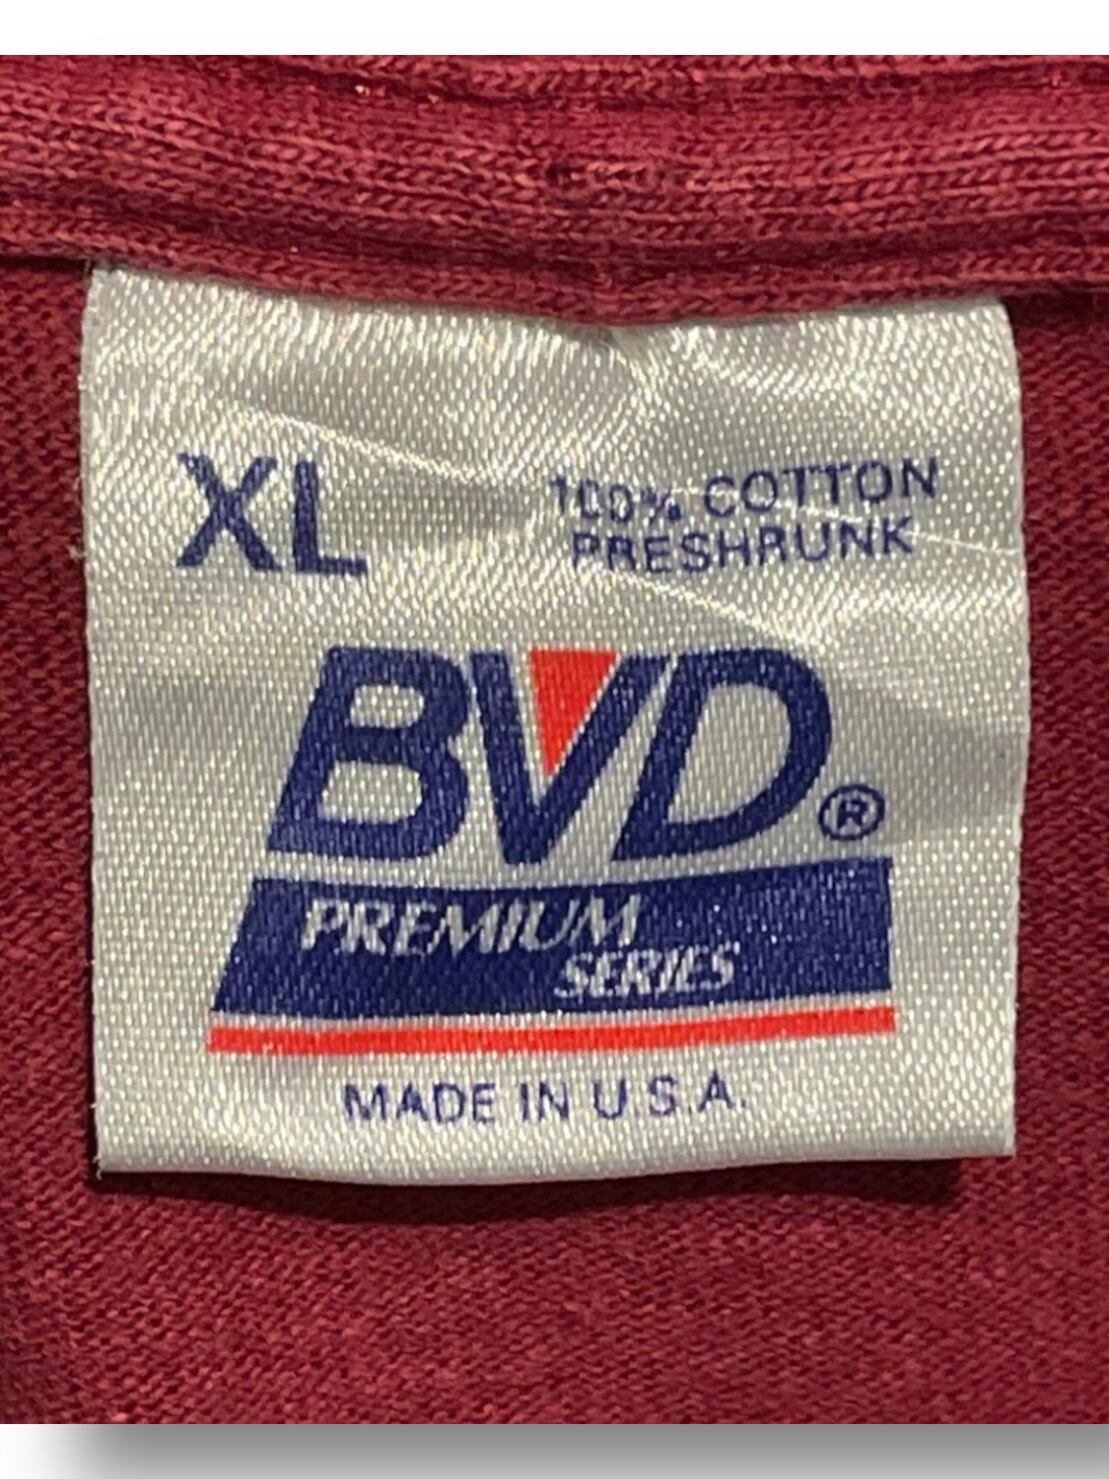 XL
100% COTTON
PRESHRUNK
BVD®
PREMIUM
SERIES
MADE IN U.S.A.